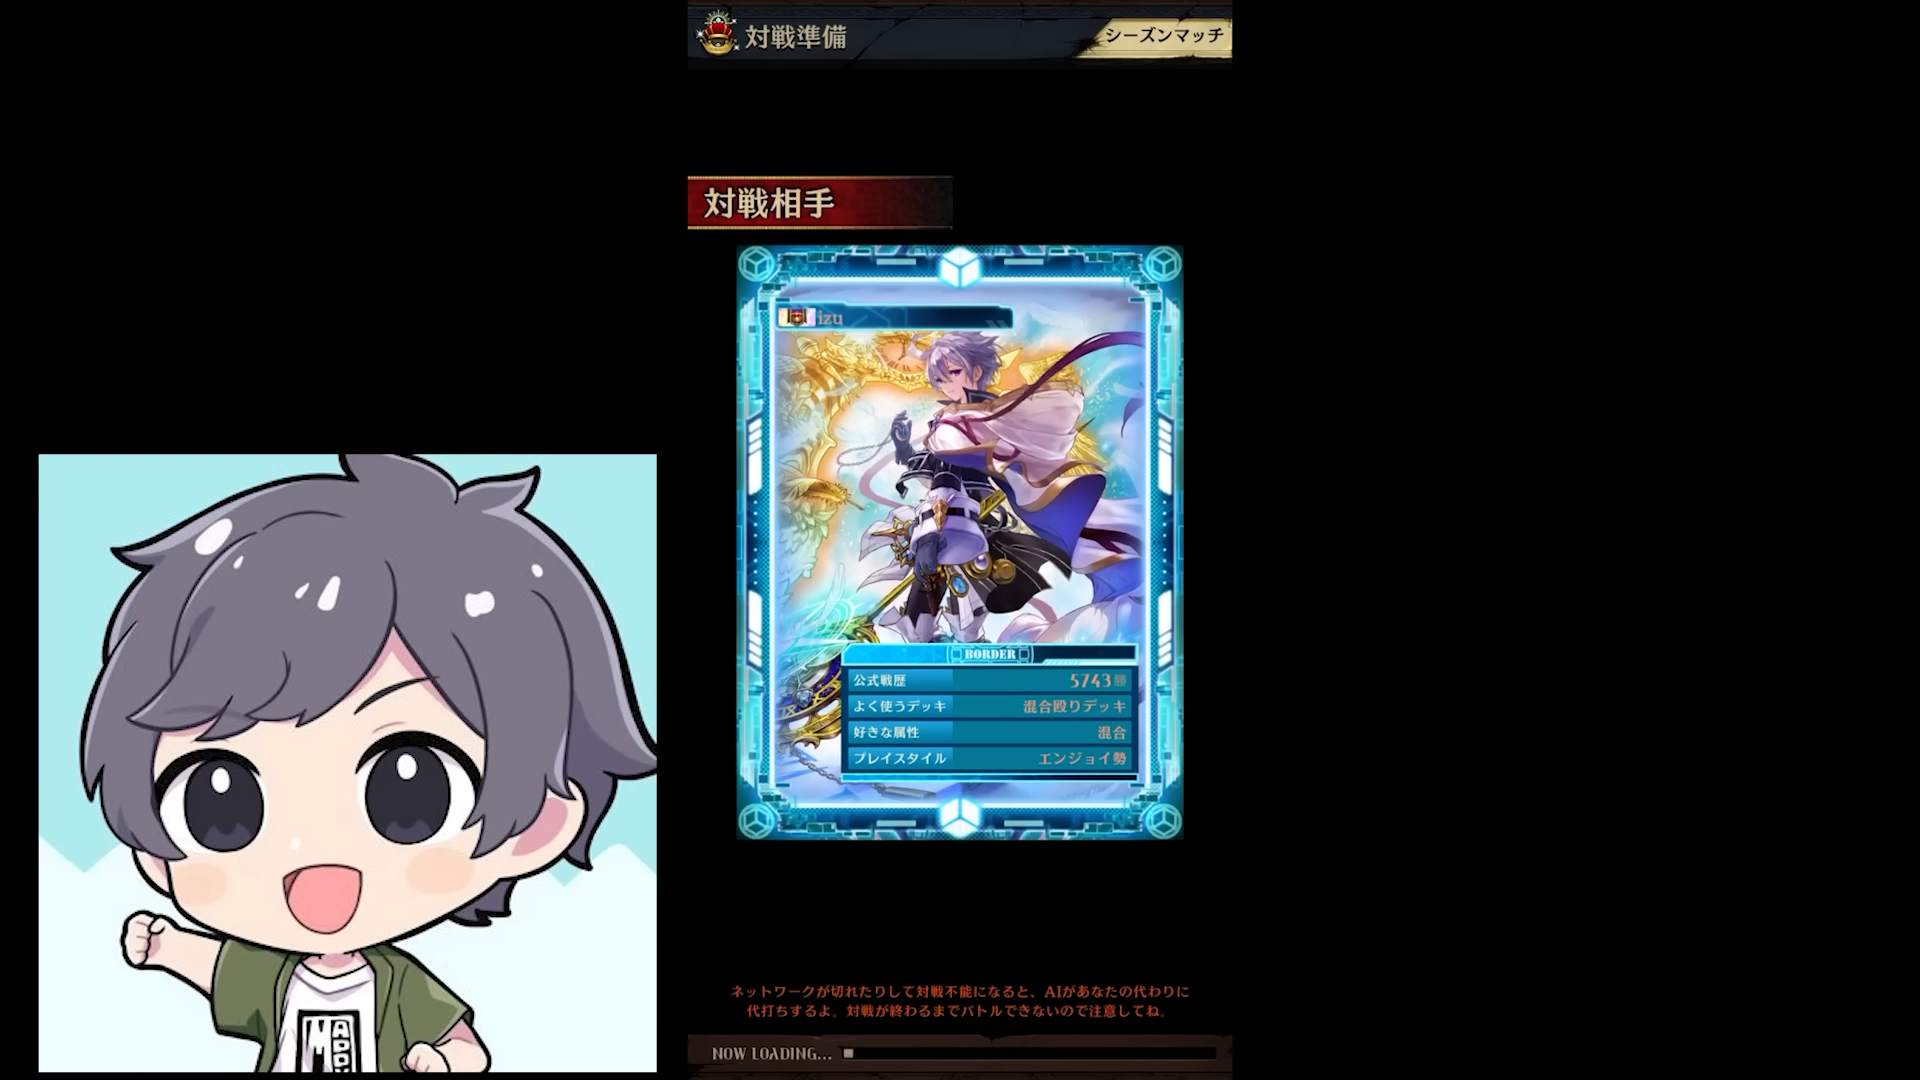 対戦準備
シーズンマッチ
対戦相手
izu
BORDER
公式戦歴 5743勝
よく使うデッキ 混合殴りデッキ
好きな属性 混合
プレイスタイル エンジョイ勢
ネットワークが切れたりして対戦不能になると、AIがあなたの代わりに
代打ちするよ。対戦が終わるまでバトルできないので注意してね。
NOW LOADING...